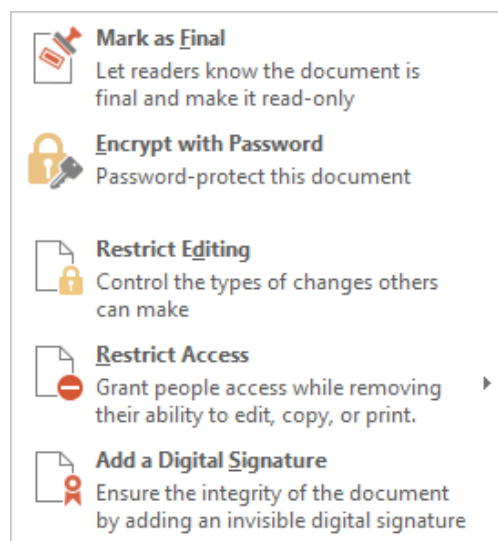 Mark as Final
Let readers know the document is
final and make it read-only
Encrypt with Password
Password-protect this document
Restrict Editing
Control the types of changes others
can make
Restrict Access
Grant people access while removing
their ability to edit, copy, or print.
Add a Digital Signature
Ensure the integrity of the document
by adding an invisible digital signature